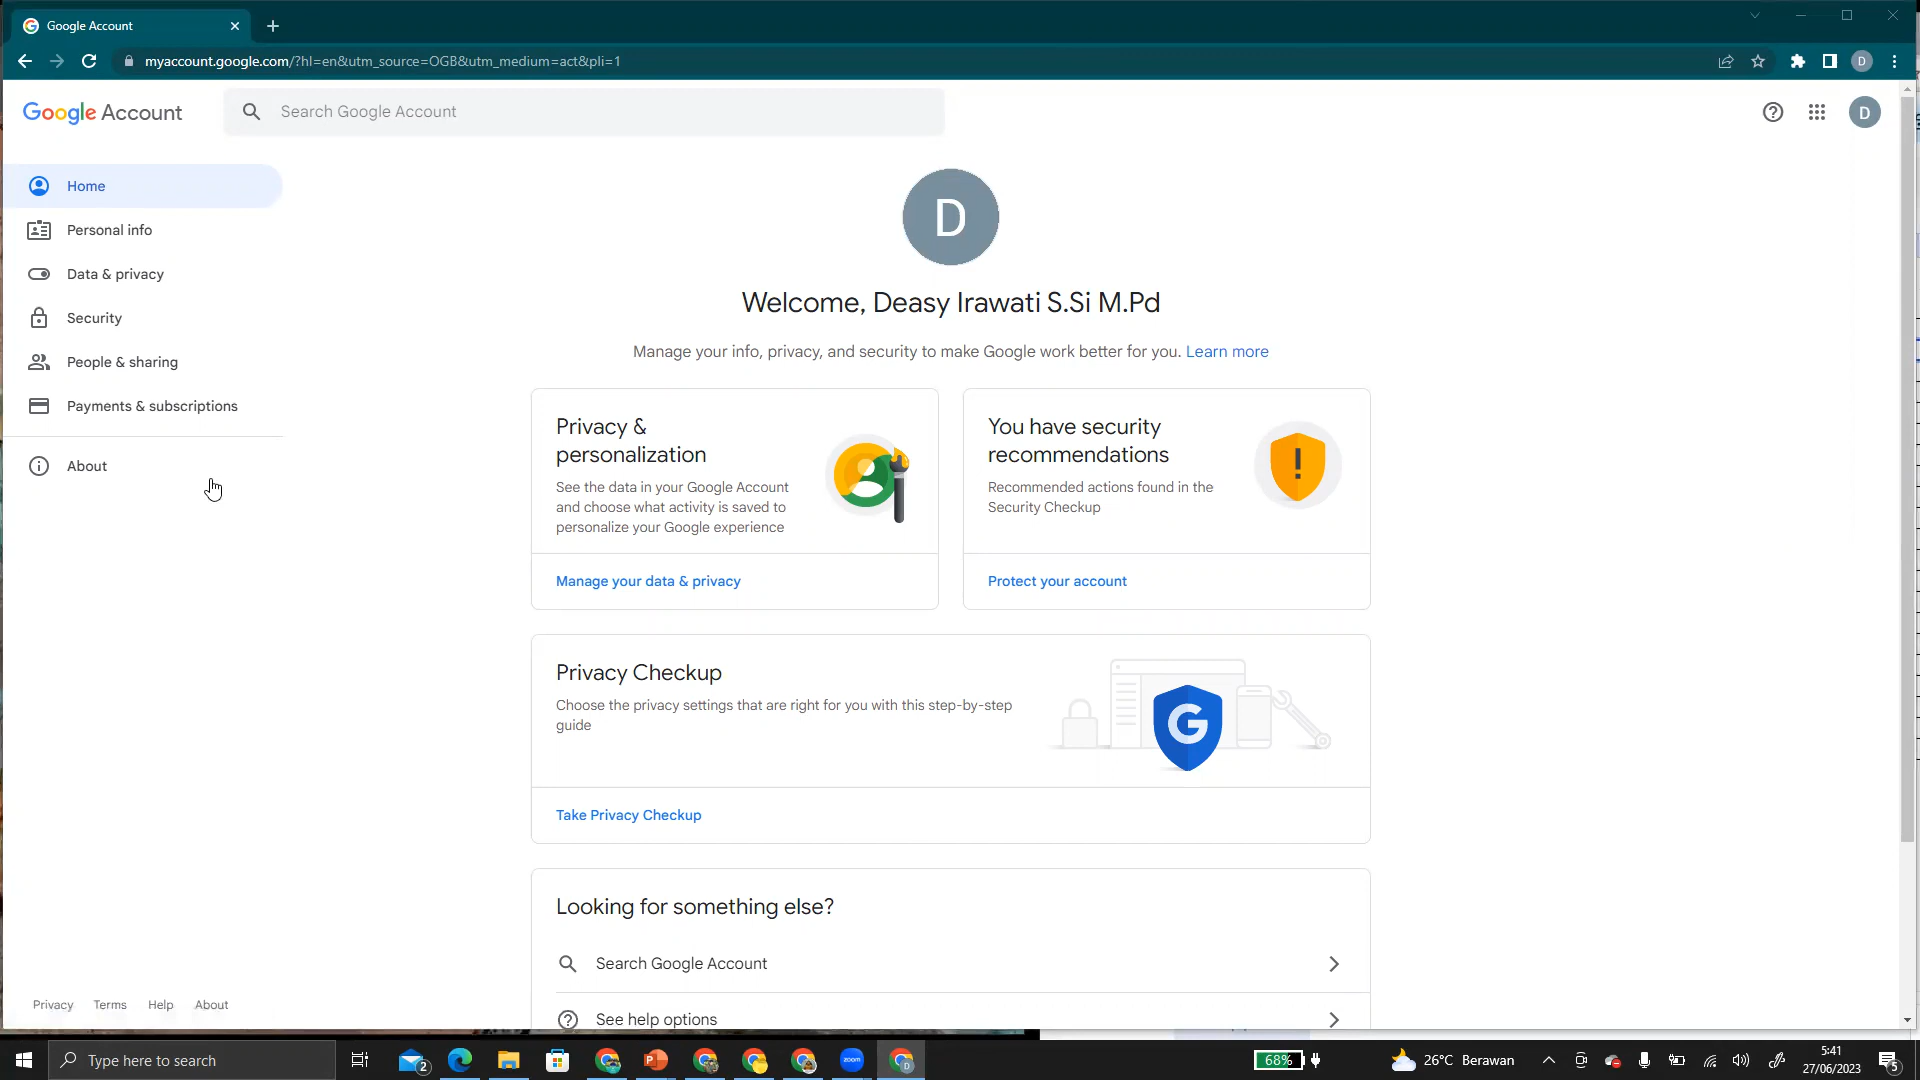 Google Account
myaccount.google.com/?hl=en&utm_source=OGB&utm_medium=act&pli=1
D
Google Account
Search Google Account
D
Home
Personal info
Data & privacy
Security
People & sharing
Payments & subscriptions
About
D
Welcome, Deasy Irawati S.Si M.Pd
Manage your info, privacy, and security to make Google work better for you. Learn more
Privacy &
personalization
See the data in your Google Account
and choose what activity is saved to
personalize your Google experience
Manage your data & privacy
You have security
recommendations
Recommended actions found in the
Security Checkup
Protect your account
Privacy Checkup
Choose the privacy settings that are right for you with this step-by-step
guide
G
Take Privacy Checkup
Looking for something else?
Search Google Account
See help options
Privacy Terms Help About
Type here to search
2
zoom
D
68%
26°C Berawan
5:41
27/06/2023
5